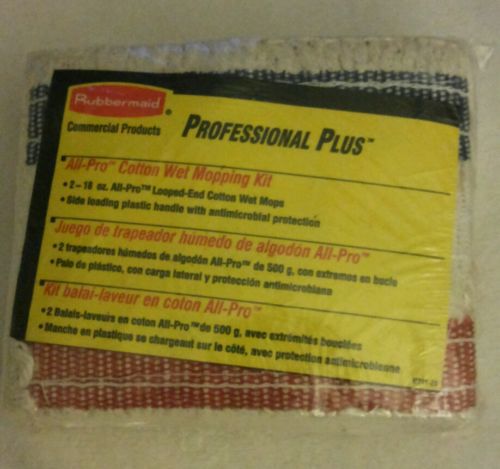 Rubbermaid®
Commercial Products
PROFESSIONAL PLUS™
All-Pro™ Cotton Wet Mopping Kit
• 2 – 18 oz. All-Pro™ Looped-End Cotton Wet Mops
• Side loading plastic handle with antimicrobial protection
Juego de trapeador humedo de algodón All-Pro™
• 2 trapeadores húmedos de algodón All-Pro™ de 500 g, con extremos en bucle
• Palo de plástico, con carga lateral y protección antimicrobiana
Kit balai-laveur en coton All-Pro™
• 2 Balais-laveurs en coton All-Pro™ de 500 g, avec extrémités bouclées
• Manche en plastique se chargeant sur le côté, avec protection antimicrobienne